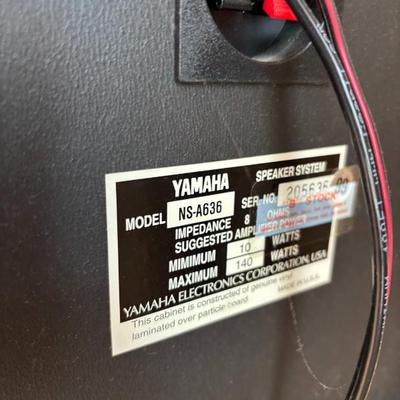 YAMAHA SPEAKER SYSTEM
MODEL NS-A636 SER. NO. 205636
IMPEDANCE 8 OHMS
SUGGESTED AMPLIFIER POWER
MINIMUM 10 WATTS
MAXIMUM 140 WATTS
YAMAHA ELECTRONICS CORPORATION, USA
This cabinet is constructed of genuine vinyl
laminated over particle board.
MADE IN U.S.A.